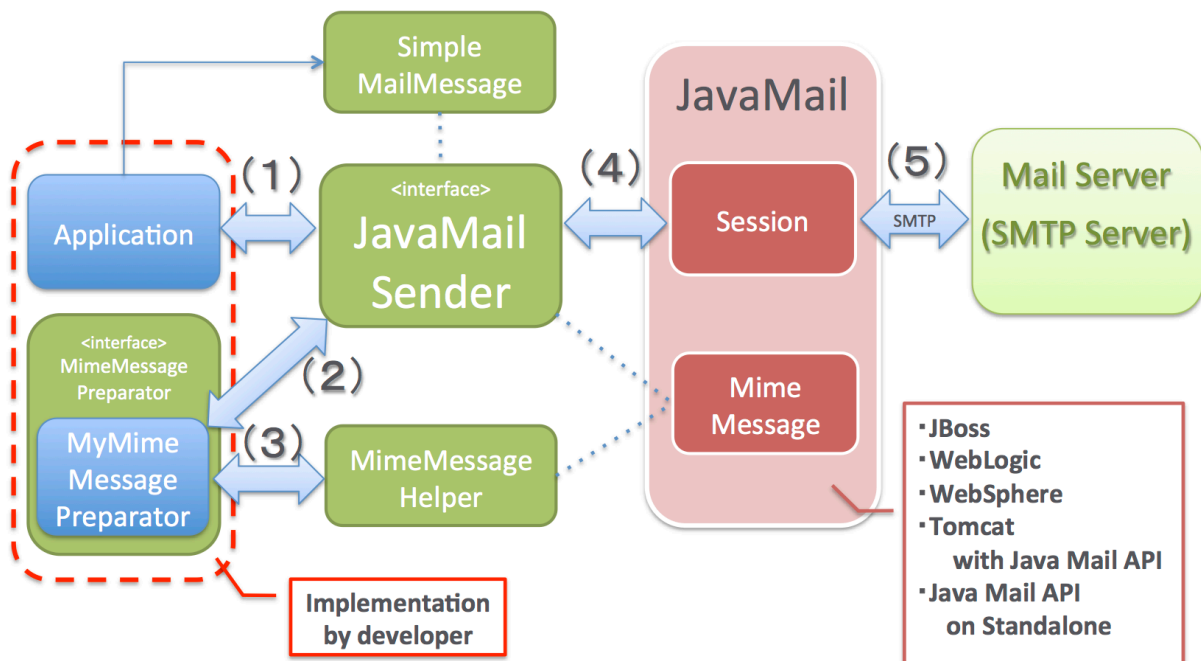 Simple
MailMessage
JavaMail
(1)
(4)
(5)
Application
<interface>
JavaMail
Sender
Session
SMTP
Mail Server
(SMTP Server)
<interface>
MimeMessage
Preparator
(2)
Mime
Message
MyMime
Message
Preparator
(3)
MimeMessage
Helper
・JBoss
・WebLogic
・WebSphere
・Tomcat
with Java Mail API
・Java Mail API
on Standalone
Implementation
by developer